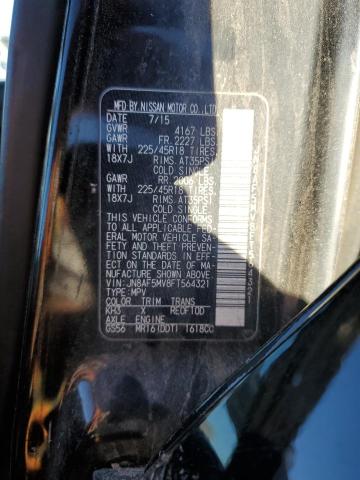 MFD.BY NISSAN MOTOR CO.,LTD.
DATE 7/15
GVWR 4167 LBS.
GAWR FR. 2227 LBS.
WITH 225/45R18 TIRES
18X7J RIMS. AT35PSI
COLD SINGLE
GAWR RR 2006 LBS.
WITH 225/45R18 TIRES
18X7J RIMS. AT35PSI
COLD SINGLE.
THIS VEHICLE CONFORMS
TO ALL APPLICABLE FED-
ERAL MOTOR VEHICLE SA-
FETY AND THEFT PREVEN-
TION STANDARDS IN EFF-
ECT ON THE DATE OF MA-
NUFACTURE SHOWN ABOVE.
VIN:JN8AF5MV8FT564321
TYPE:MPV
COLOR TRIM TRANS
KH3 X RE0F10D
AXLE ENGINE
GS56 MR16(DDT) 1618CC